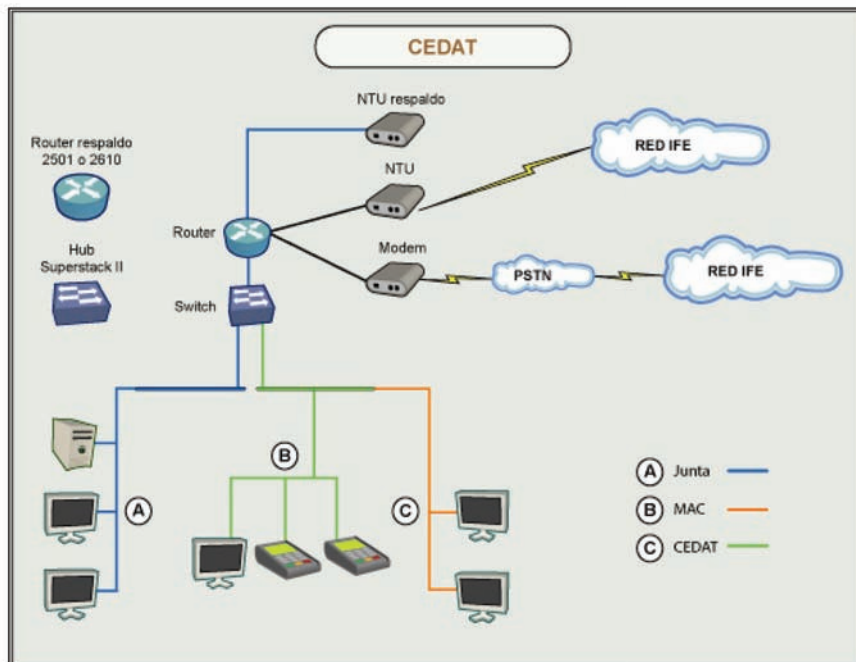 CEDAT
NTU respaldo
Router respaldo
2501 o 2610
RED IFE
NTU
Router
Modem
Hub
Superstack II
PSTN
RED IFE
Switch
B
A
C
A Junta
B MAC
C CEDAT